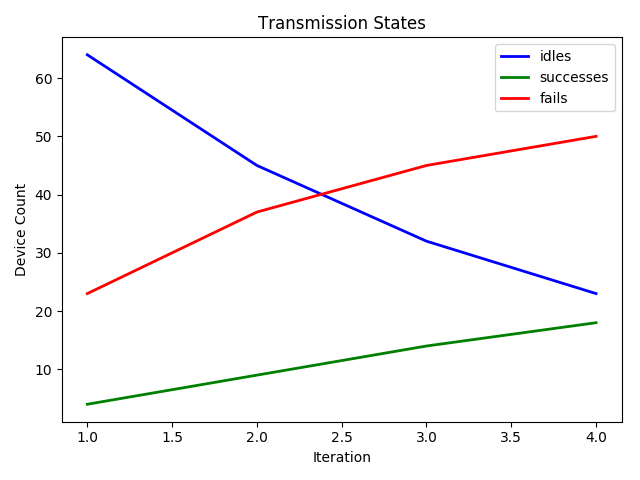 Transmission States
idles
successes
fails
Device Count
60
50
40
30
20
10
1.0 1.5 2.0 2.5 3.0 3.5 4.0
Iteration